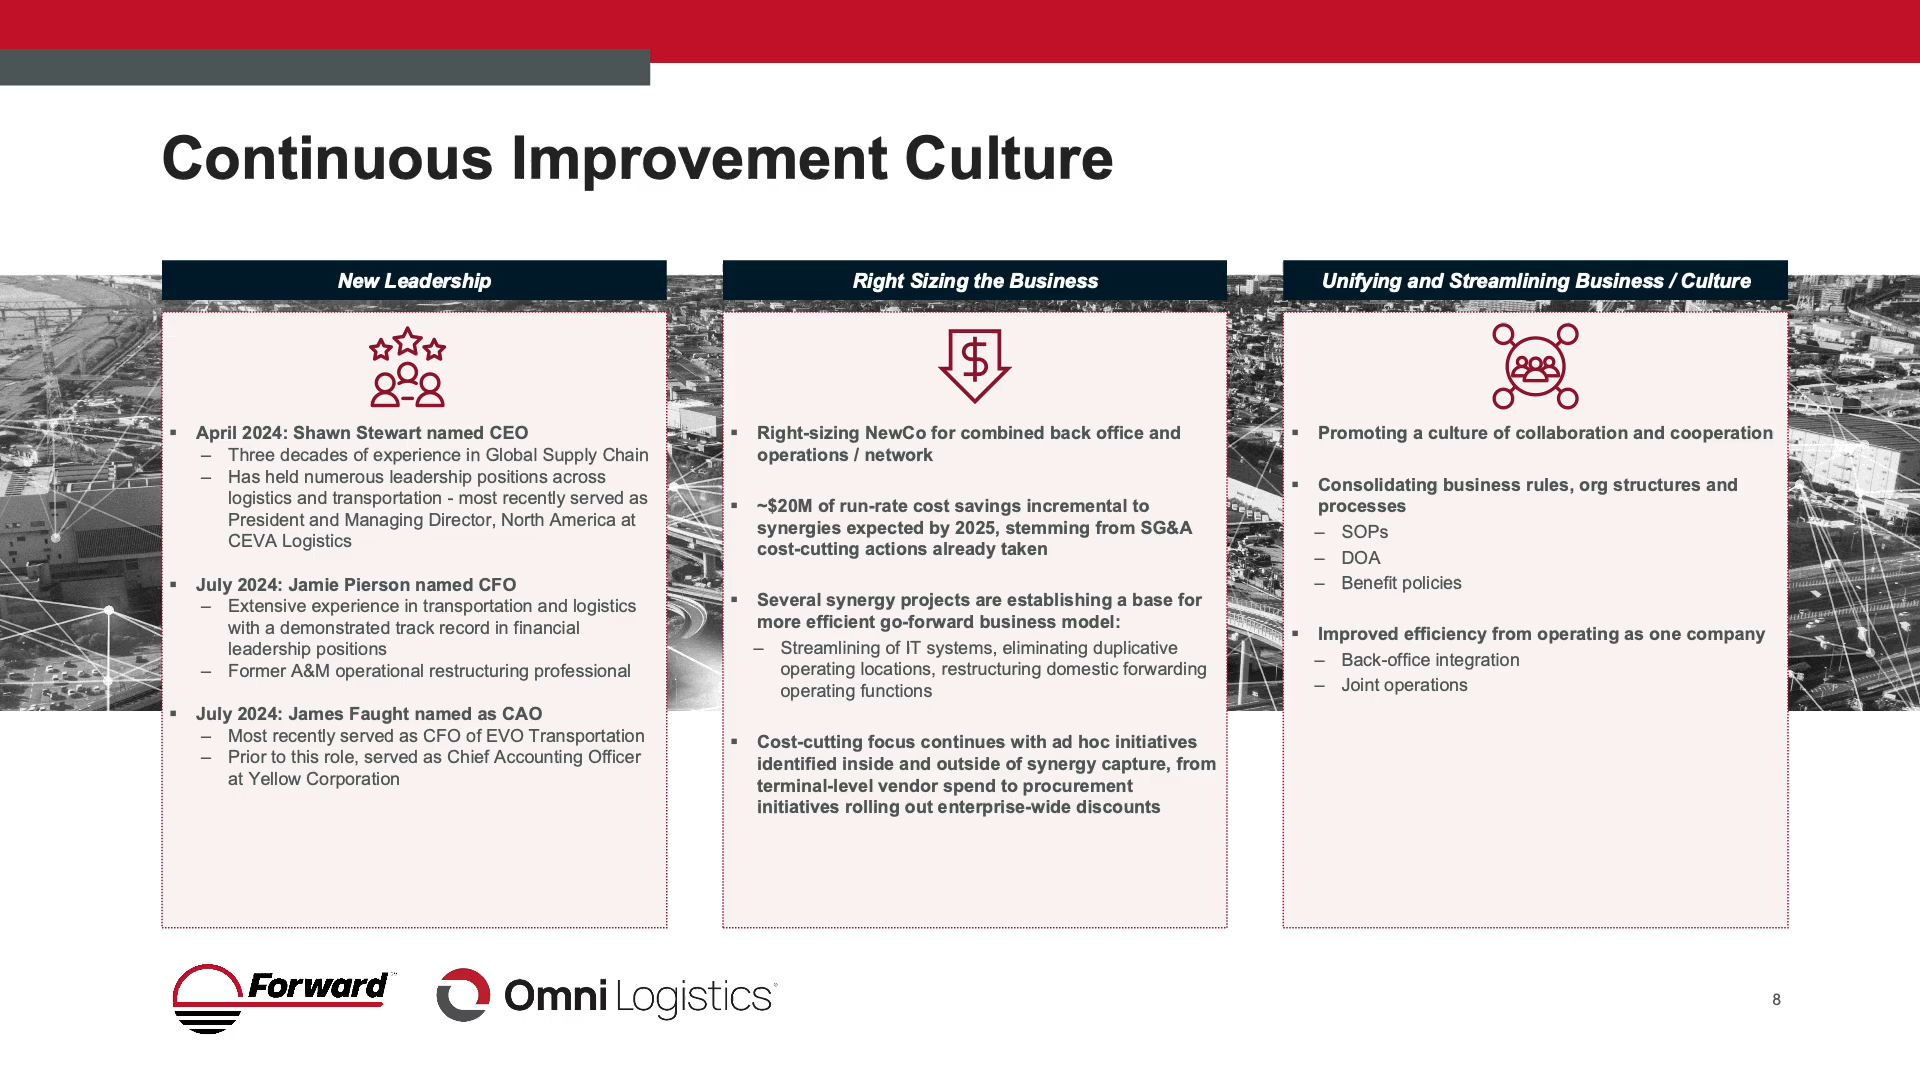 Continuous Improvement Culture
New Leadership
▪ April 2024: Shawn Stewart named CEO
– Three decades of experience in Global Supply Chain
– Has held numerous leadership positions across
logistics and transportation - most recently served as
President and Managing Director, North America at
CEVA Logistics
▪ July 2024: Jamie Pierson named CFO
– Extensive experience in transportation and logistics
with a demonstrated track record in financial
leadership positions
– Former A&M operational restructuring professional
▪ July 2024: James Faught named as CAO
– Most recently served as CFO of EVO Transportation
– Prior to this role, served as Chief Accounting Officer
at Yellow Corporation
Right Sizing the Business
$
▪ Right-sizing NewCo for combined back office and
operations / network
▪ ~$20M of run-rate cost savings incremental to
synergies expected by 2025, stemming from SG&A
cost-cutting actions already taken
▪ Several synergy projects are establishing a base for
more efficient go-forward business model:
– Streamlining of IT systems, eliminating duplicative
operating locations, restructuring domestic forwarding
operating functions
▪ Cost-cutting focus continues with ad hoc initiatives
identified inside and outside of synergy capture, from
terminal-level vendor spend to procurement
initiatives rolling out enterprise-wide discounts
Unifying and Streamlining Business / Culture
▪ Promoting a culture of collaboration and cooperation
▪ Consolidating business rules, org structures and
processes
– SOPs
– DOA
– Benefit policies
▪ Improved efficiency from operating as one company
– Back-office integration
– Joint operations
Forward™
Omni Logistics
8